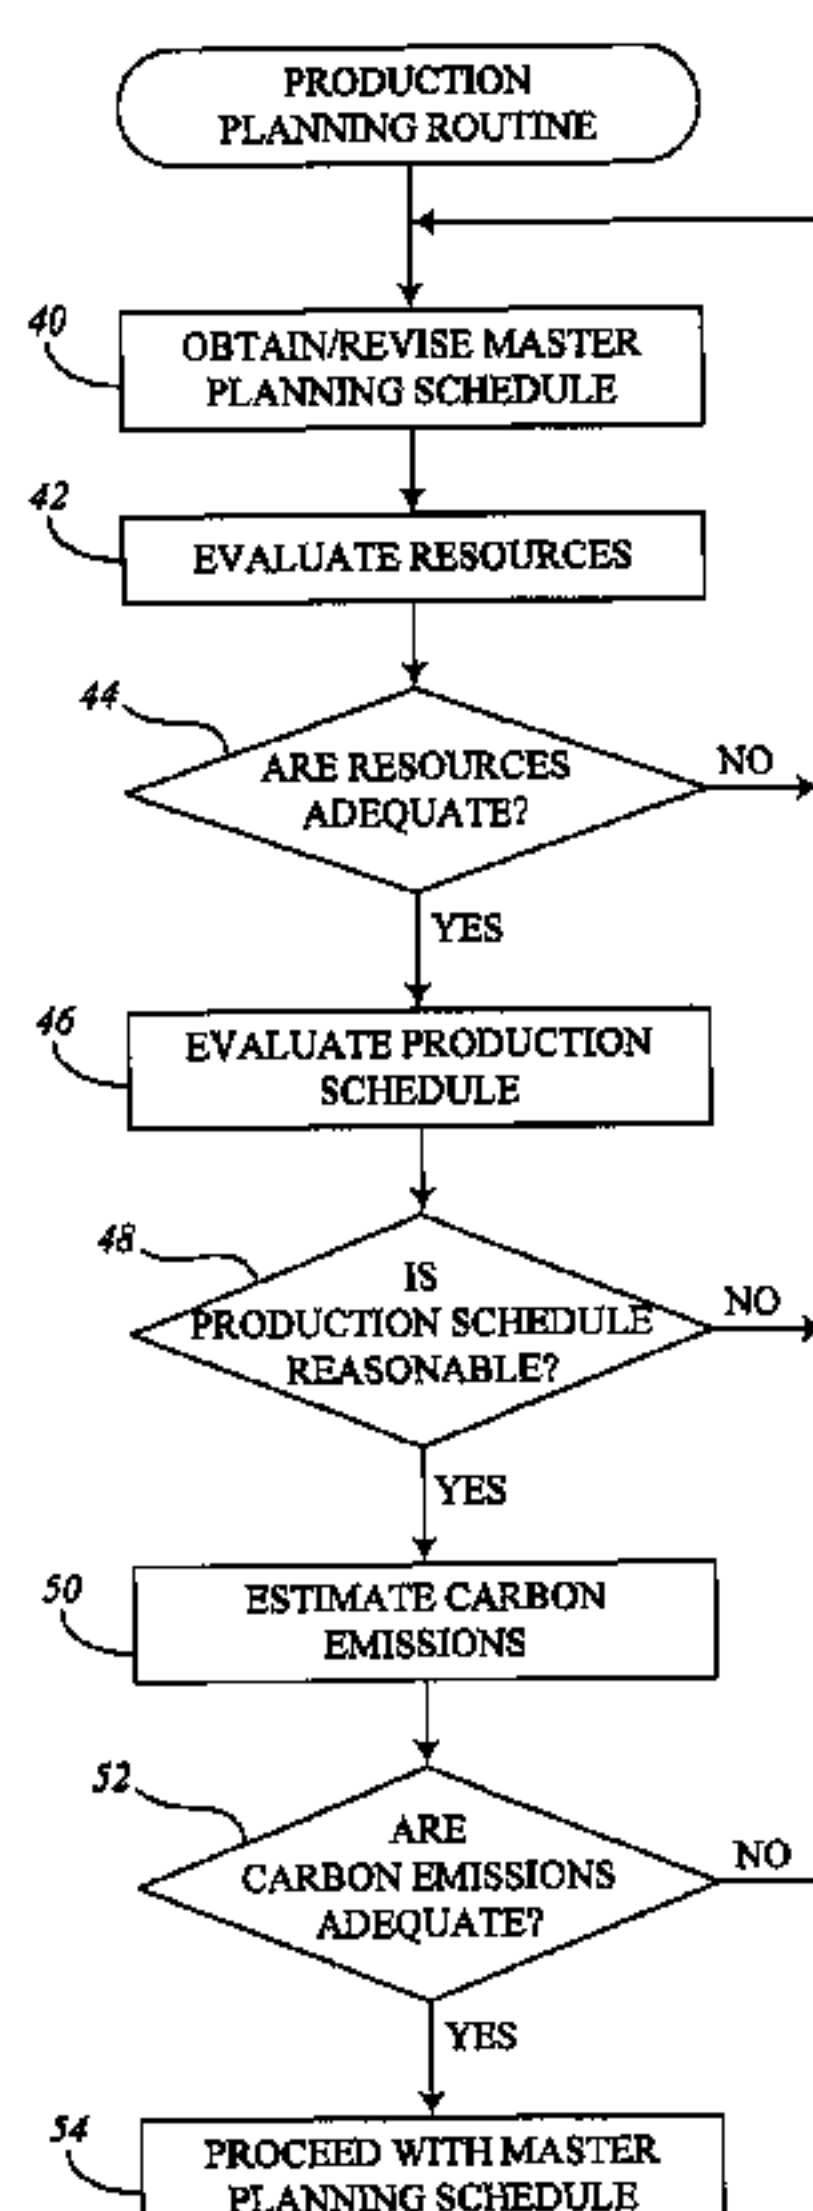 PRODUCTION
PLANNING ROUTINE
40
OBTAIN/REVISE MASTER
PLANNING SCHEDULE
42
EVALUATE RESOURCES
44
ARE RESOURCES
ADEQUATE?
NO
YES
46
EVALUATE PRODUCTION
SCHEDULE
48
IS
PRODUCTION SCHEDULE
REASONABLE?
NO
YES
50
ESTIMATE CARBON
EMISSIONS
52
ARE
CARBON EMISSIONS
ADEQUATE?
NO
YES
54
PROCEED WITH MASTER
PLANNING SCHEDULE